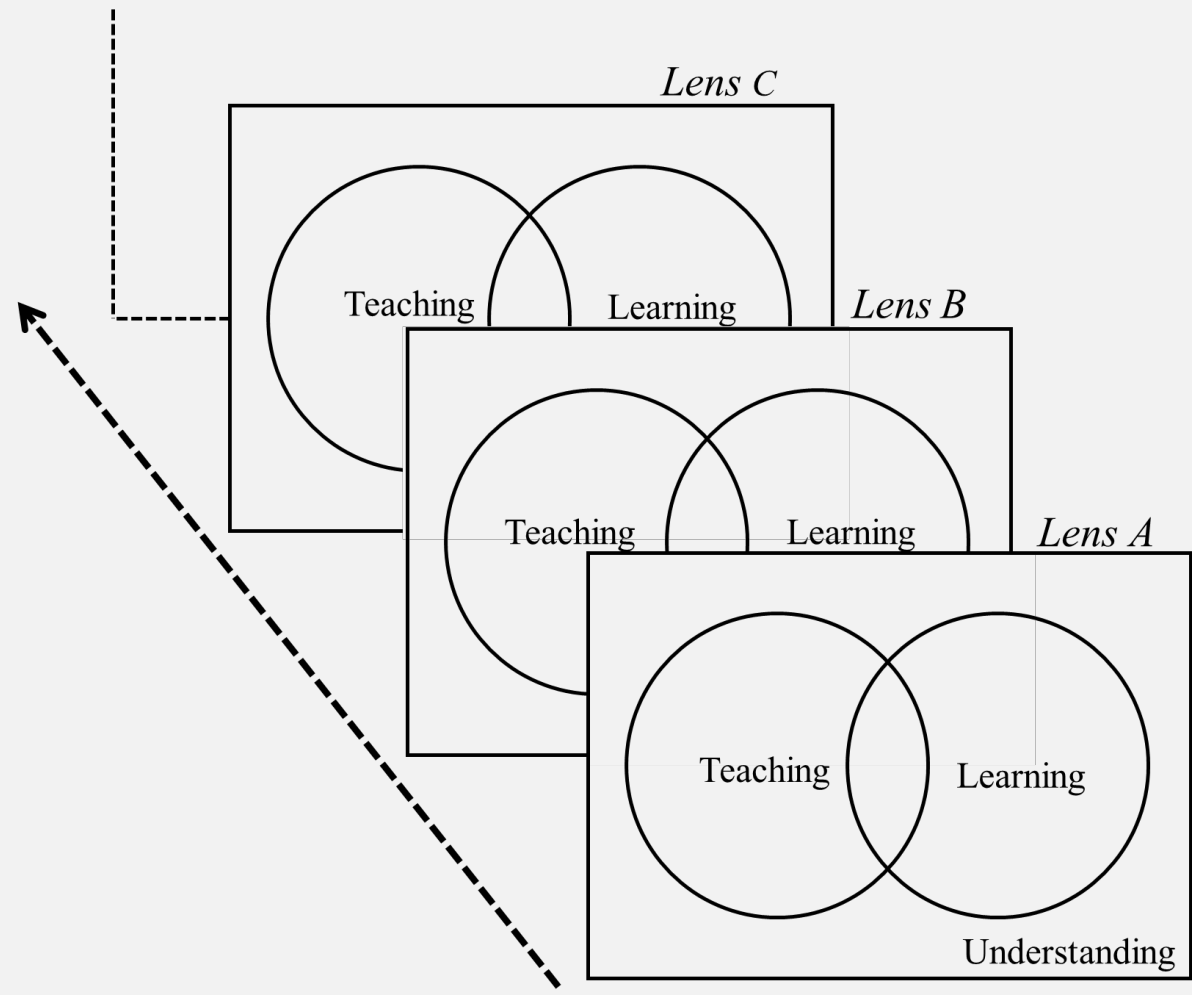 Lens C
Teaching
Learning
Lens B
Teaching
Learning
Lens A
Teaching
Learning
Understanding